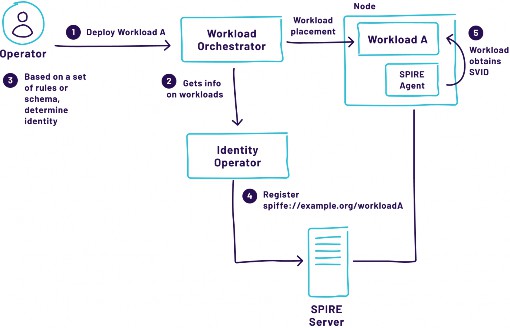 Operator
1 Deploy Workload A
Workload
Orchestrator
Workload
placement
Node
Workload A
SPIRE
Agent
5
Workload
obtains
SVID
3 Based on a set
of rules or
schema,
determine
identity
2 Gets info
on workloads
Identity
Operator
4 Register
spiffe://example.org/workloadA
SPIRE
Server